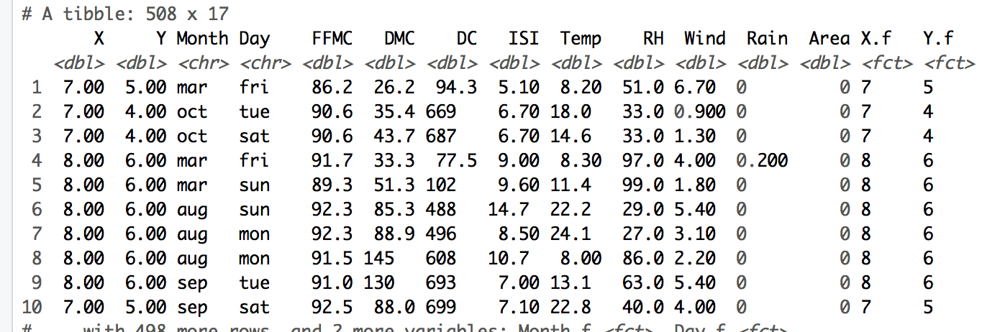 # A tibble: 508 x 17
X Y Month Day FFMC DMC DC ISI Temp RH Wind Rain Area X.f Y.f
<dbl> <dbl> <chr> <chr> <dbl> <dbl> <dbl> <dbl> <dbl> <dbl> <dbl> <dbl> <dbl> <fct> <fct>
1 7.00 5.00 mar fri 86.2 26.2 94.3 5.10 8.20 51.0 6.70 0 0 7 5
2 7.00 4.00 oct tue 90.6 35.4 669 6.70 18.0 33.0 0.900 0 0 7 4
3 7.00 4.00 oct sat 90.6 43.7 687 6.70 14.6 33.0 1.30 0 0 7 4
4 8.00 6.00 mar fri 91.7 33.3 77.5 9.00 8.30 97.0 4.00 0.200 0 8 6
5 8.00 6.00 mar sun 89.3 51.3 102 9.60 11.4 99.0 1.80 0 0 8 6
6 8.00 6.00 aug sun 92.3 85.3 488 14.7 22.2 29.0 5.40 0 0 8 6
7 8.00 6.00 aug mon 92.3 88.9 496 8.50 24.1 27.0 3.10 0 0 8 6
8 8.00 6.00 aug mon 91.5 145 608 10.7 8.00 86.0 2.20 0 0 8 6
9 8.00 6.00 sep tue 91.0 130 693 7.00 13.1 63.0 5.40 0 0 8 6
10 7.00 5.00 sep sat 92.5 88.0 699 7.10 22.8 40.0 4.00 0 0 7 5
# with 498 more rows, and 2 more variables: Month.f <fct>, Day.f <fct>